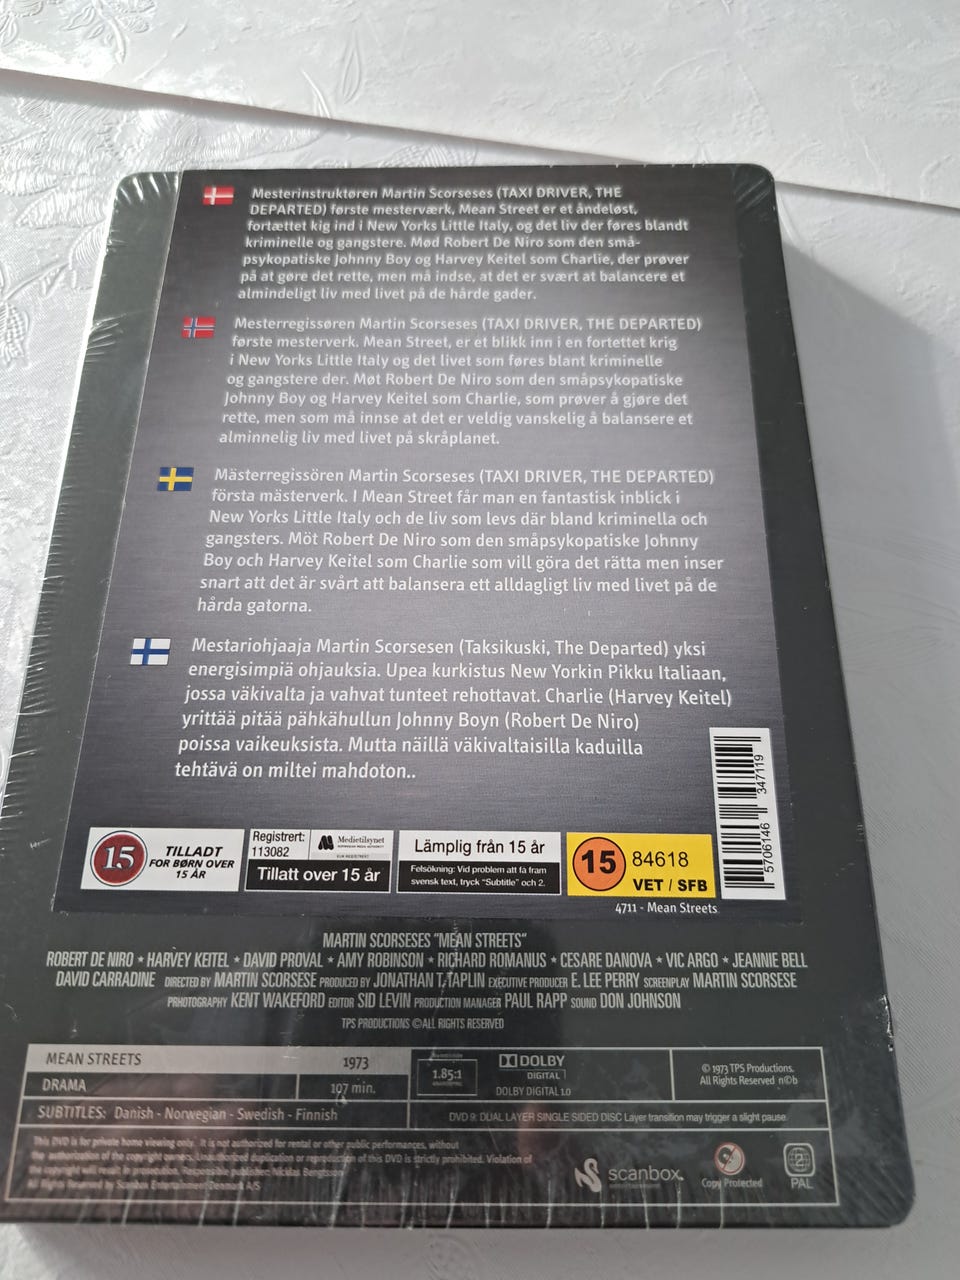 Mesterinstruktøren Martin Scorseses (TAXI DRIVER, THE
DEPARTED) første mesterværk, Mean Street er et åndeløst,
fortættet kig ind i New Yorks Little Italy, og det liv der føres blandt
kriminelle og gangstere. Mød Robert De Niro som den små-
psykopatiske Johnny Boy og Harvey Keitel som Charlie, der prøver
på at gøre det rette, men må indse, at det er svært at balancere et
almindeligt liv med livet på de hårde gader.
Mesterregissøren Martin Scorseses (TAXI DRIVER, THE DEPARTED)
første mesterverk. Mean Street, er et blikk inn i en fortettet krig
i New Yorks Little Italy og det livet som føres blant kriminelle
og gangstere der. Møt Robert De Niro som den småpsykopatiske
Johnny Boy og Harvey Keitel som Charlie, som prøver å gjøre det
rette, men som må innse at det er veldig vanskelig å balansere et
alminnelig liv med livet på skråplanet.
Mästerregissören Martin Scorseses (TAXI DRIVER, THE DEPARTED)
första mästerverk. I Mean Street får man en fantastisk inblick i
New Yorks Little Italy och de liv som levs där bland kriminella och
gangsters. Möt Robert De Niro som den småpsykopatiske Johnny
Boy och Harvey Keitel som Charlie som vill göra det rätta men inser
snart att det är svårt att balansera ett alldagligt liv med livet på de
hårda gatorna.
Mestariohjaaja Martin Scorsesen (Taksikuski, The Departed) yksi
energisimpiä ohjauksia. Upea kurkistus New Yorkin Pikku Italiaan,
jossa väkivalta ja vahvat tunteet rehottavat. Charlie (Harvey Keitel)
yrittää pitää pähkähullun Johnny Boyn (Robert De Niro)
poissa vaikeuksista. Mutta näillä väkivaltaisilla kaduilla
tehtävä on miltei mahdoton..
5706146 347119
15 TILLADT
FOR BØRN OVER
15 ÅR
Registrert:
113082
Medietilsynet
Tillatt over 15 år
Lämplig från 15 år
Felsökning: Vid problem att få fram
svensk text, tryck "Subtitle" och 2.
15 84618
VET / SFB
4711 - Mean Streets
MARTIN SCORSESES "MEAN STREETS"
ROBERT DE NIRO ★ HARVEY KEITEL ★ DAVID PROVAL ★ AMY ROBINSON ★ RICHARD ROMANUS ★ CESARE DANOVA ★ VIC ARGO ★ JEANNIE BELL
DAVID CARRADINE DIRECTED BY MARTIN SCORSESE PRODUCED BY JONATHAN T. TAPLIN EXECUTIVE PRODUCER E. LEE PERRY SCREENPLAY MARTIN SCORSESE
PRHOTOGRAPHY KENT WAKEFORD EDITOR SID LEVIN PRODUCTION MANAGER PAUL RAPP SOUND DON JOHNSON
TPS PRODUCTIONS ©ALL RIGHTS RESERVED
MEAN STREETS 1973
DRAMA 107 min.
1.85:1
DOLBY
DIGITAL
DOLBY DIGITAL 1.0
© 1973 TPS Productions.
All Rights Reserved n©b
SUBTITLES: Danish - Norwegian - Swedish - Finnish
DVD 9: DUAL LAYER SINGLE SIDED DISC Layer transition may trigger a slight pause.
This DVD is for private home viewing only. It is not authorized for rental or other public performances, without
the authorization of the copyright owners. Unauthorized duplication or reproduction of this DVD is strictly prohibited. Violation of
the copyright will result in prosecution. Responsible publisher: Nicklas Bengtsson
All Rights Reserved by Scanbox Entertainment Denmark A/S
scanbox
entertainment
Copy Protected
2
PAL